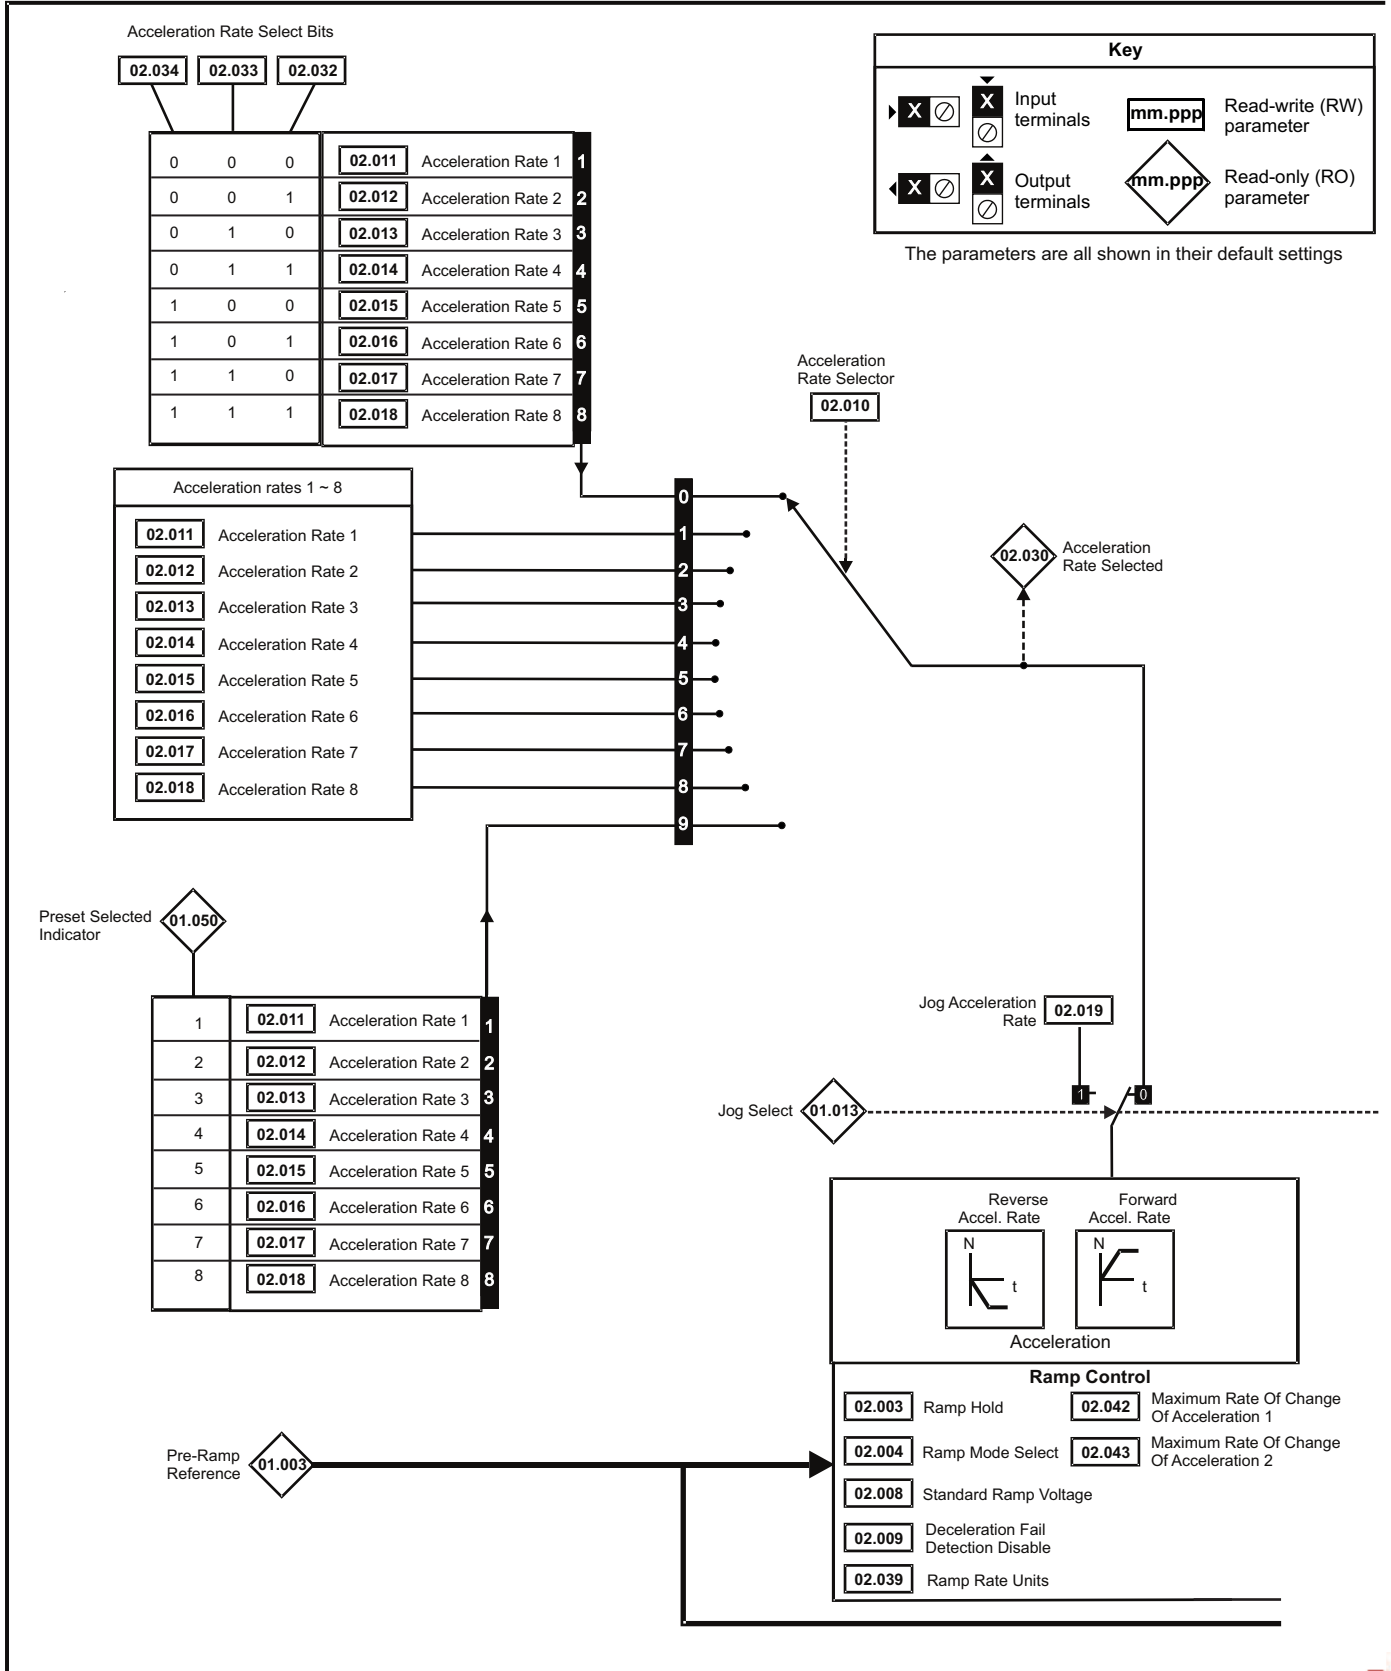 Acceleration Rate Select Bits
02.034 02.033 02.032
0 0 0 02.011 Acceleration Rate 1 1
0 0 1 02.012 Acceleration Rate 2 2
0 1 0 02.013 Acceleration Rate 3 3
0 1 1 02.014 Acceleration Rate 4 4
1 0 0 02.015 Acceleration Rate 5 5
1 0 1 02.016 Acceleration Rate 6 6
1 1 0 02.017 Acceleration Rate 7 7
1 1 1 02.018 Acceleration Rate 8 8
Key
X X Input
terminals
mm.ppp Read-write (RW)
parameter
X X Output
terminals
mm.ppp Read-only (RO)
parameter
The parameters are all shown in their default settings
Acceleration
Rate Selector
02.010
Acceleration rates 1 ~ 8
0
02.011 Acceleration Rate 1 1
02.012 Acceleration Rate 2 2
02.013 Acceleration Rate 3 3
02.014 Acceleration Rate 4 4
02.015 Acceleration Rate 5 5
02.016 Acceleration Rate 6 6
02.017 Acceleration Rate 7 7
02.018 Acceleration Rate 8 8
9
02.030 Acceleration
Rate Selected
Preset Selected
Indicator
01.050
1 02.011 Acceleration Rate 1 1
2 02.012 Acceleration Rate 2 2
3 02.013 Acceleration Rate 3 3
4 02.014 Acceleration Rate 4 4
5 02.015 Acceleration Rate 5 5
6 02.016 Acceleration Rate 6 6
7 02.017 Acceleration Rate 7 7
8 02.018 Acceleration Rate 8 8
Jog Acceleration
Rate
02.019
1 0
Jog Select 01.013
Reverse
Accel. Rate
N
t
Forward
Accel. Rate
N
t
Acceleration
Ramp Control
02.003 Ramp Hold
02.042 Maximum Rate Of Change
Of Acceleration 1
02.004 Ramp Mode Select
02.043 Maximum Rate Of Change
Of Acceleration 2
02.008 Standard Ramp Voltage
02.009 Deceleration Fail
Detection Disable
02.039 Ramp Rate Units
Pre-Ramp
Reference
01.003